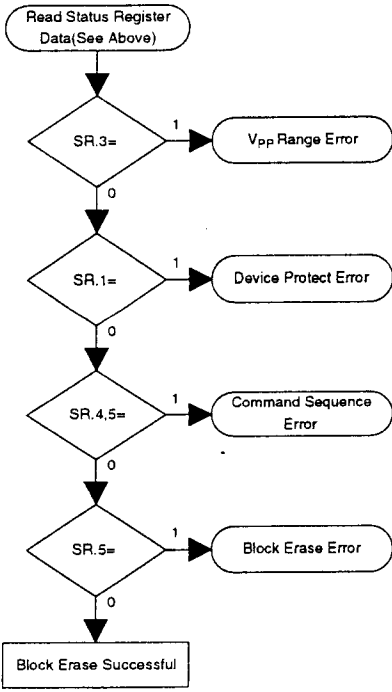 Read Status Register
Data(See Above)
SR.3=
1
VPP Range Error
0
SR.1=
1
Device Protect Error
0
SR.4,5=
1
Command Sequence
Error
0
SR.5=
1
Block Erase Error
0
Block Erase Successful